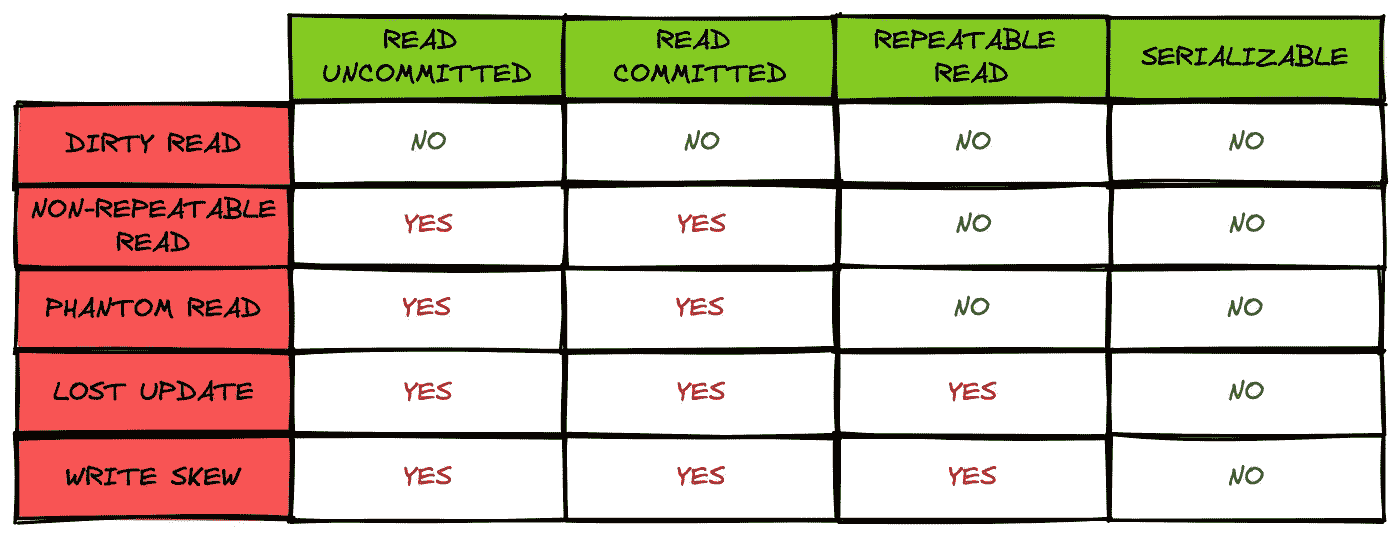 READ
UNCOMMITTED
READ
COMMITTED
REPEATABLE
READ
SERIALIZABLE
DIRTY READ
NO
NO
NO
NO
NON-REPEATABLE
READ
YES
YES
NO
NO
PHANTOM READ
YES
YES
NO
NO
LOST UPDATE
YES
YES
YES
NO
WRITE SKEW
YES
YES
YES
NO